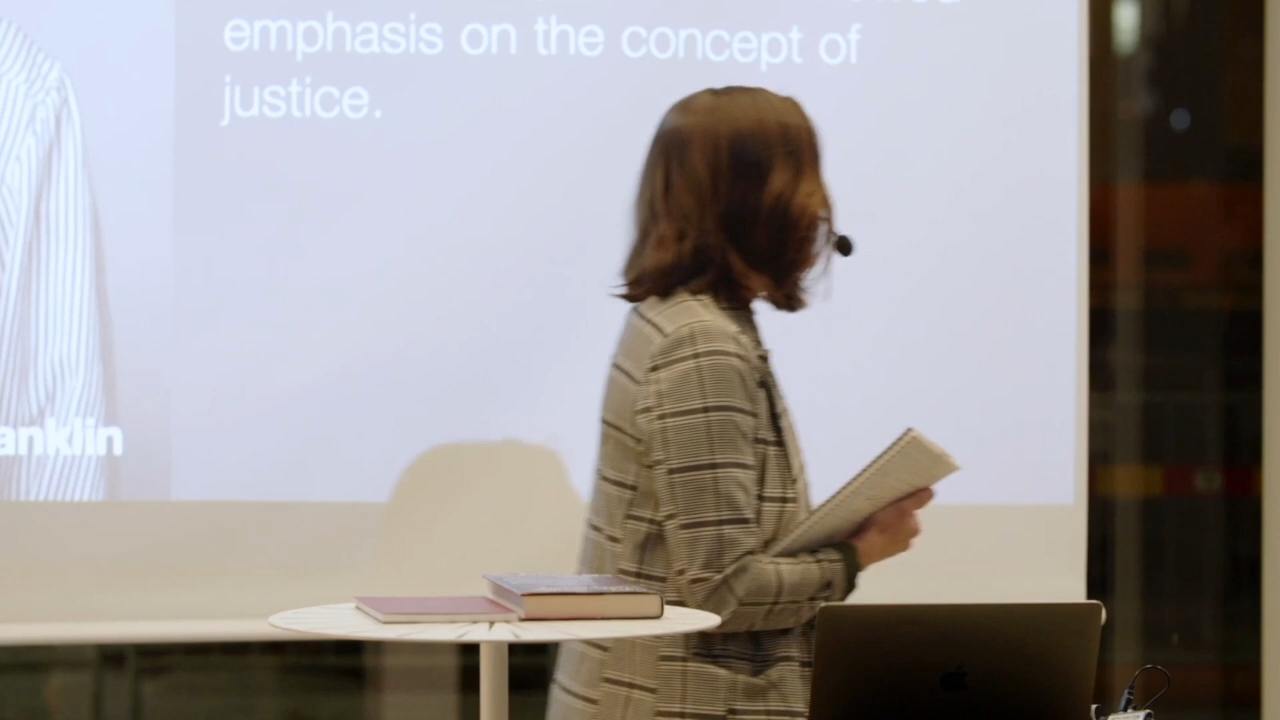 emphasis on the concept of
justice.
anklin